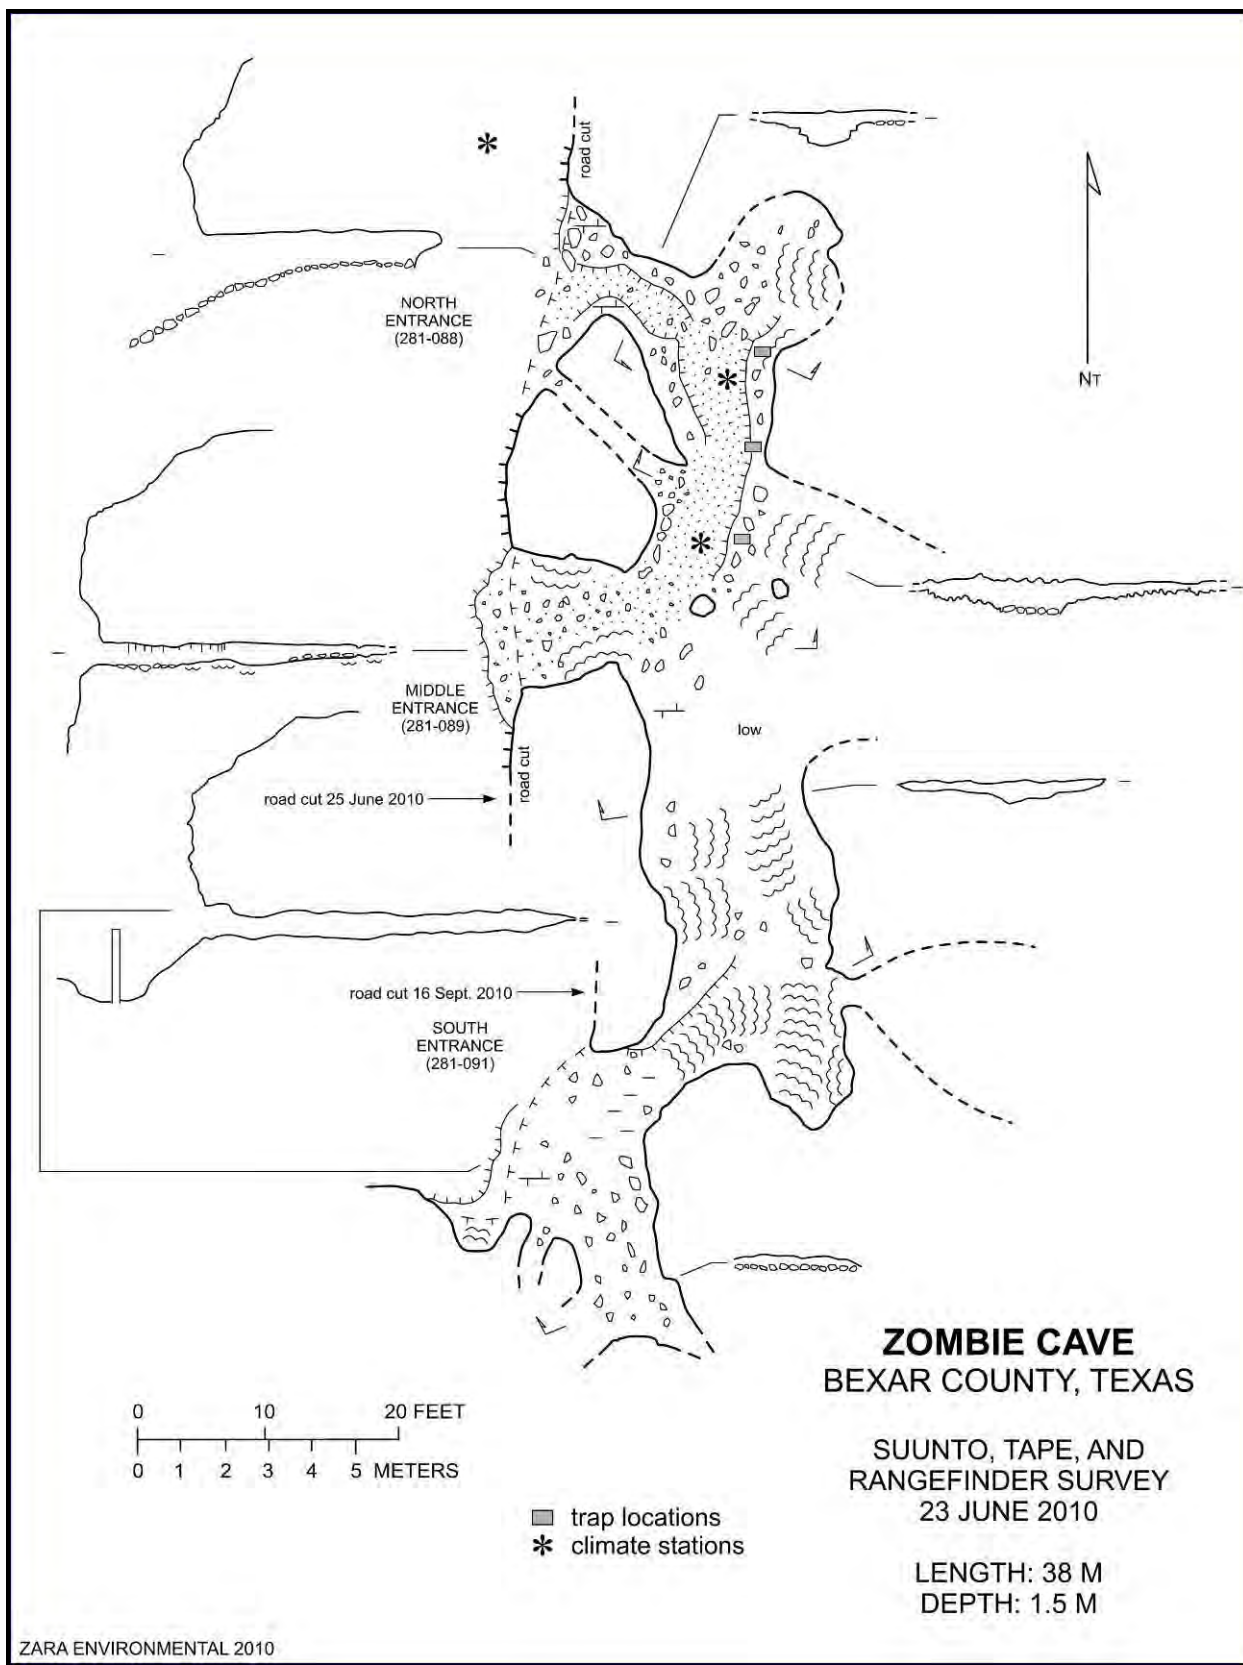 road cut
NT
NORTH
ENTRANCE
(281-088)
MIDDLE
ENTRANCE
(281-089)
low
road cut
road cut 25 June 2010
road cut 16 Sept. 2010
SOUTH
ENTRANCE
(281-091)
ZOMBIE CAVE
BEXAR COUNTY, TEXAS
0 10 20 FEET
0 1 2 3 4 5 METERS
SUUNTO, TAPE, AND
RANGEFINDER SURVEY
23 JUNE 2010
trap locations
climate stations
LENGTH: 38 M
DEPTH: 1.5 M
ZARA ENVIRONMENTAL 2010